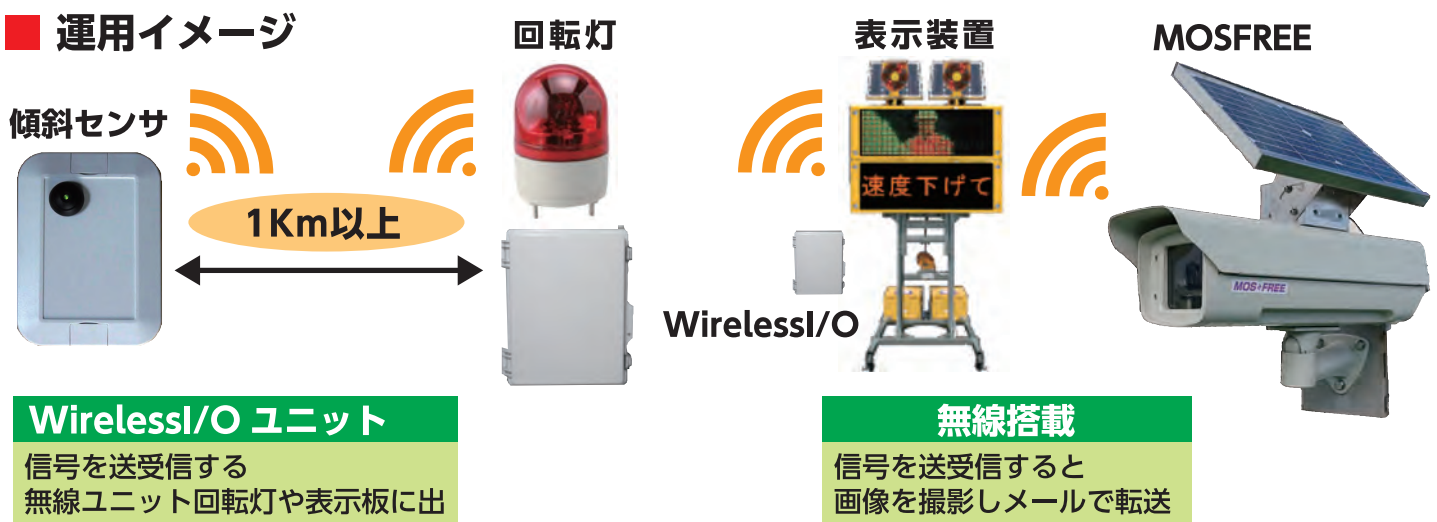 運用イメージ
回転灯
表示装置
MOSFREE
傾斜センサ
1Km以上
速度下げて
MOS FREE
WirelessI/O
WirelessI/O ユニット
信号を送受信する
無線ユニット回転灯や表示板に出
無線搭載
信号を送受信すると
画像を撮影しメールで転送